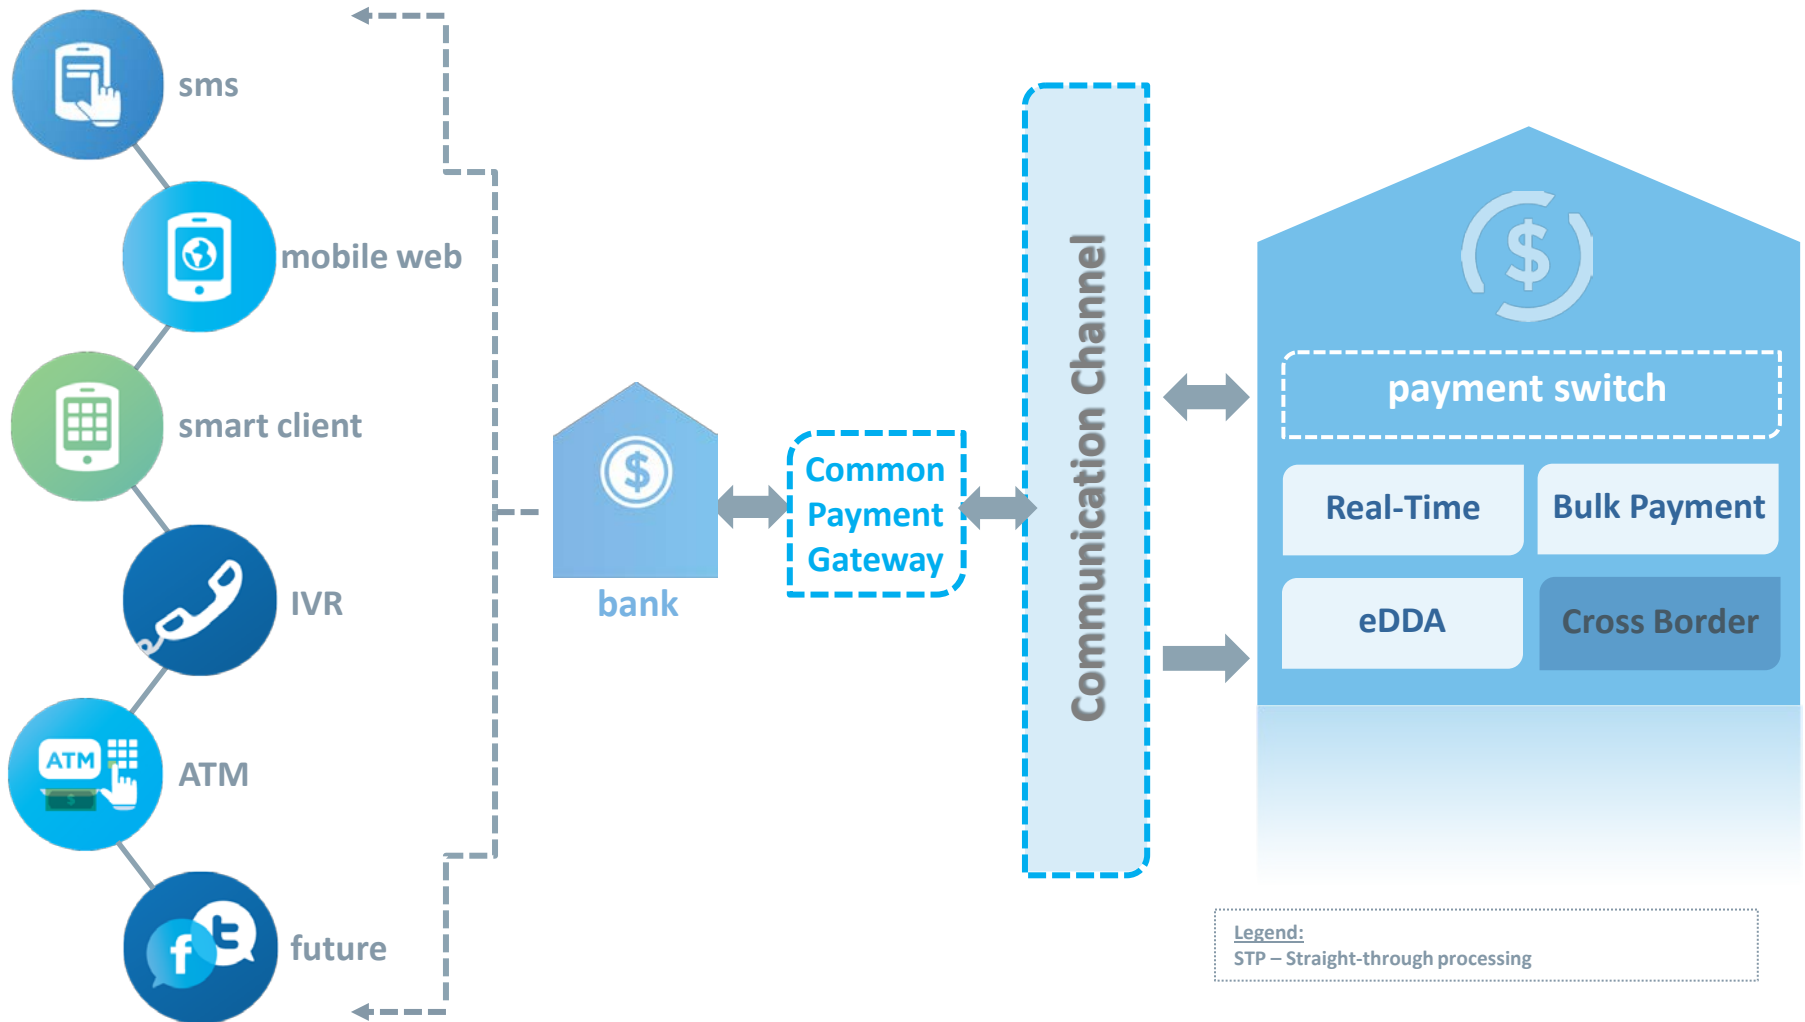 sms
mobile web
smart client
IVR
ATM
ATM
future
f
t
$
bank
Common
Payment
Gateway
Communication Channel
$
payment switch
Real-Time
Bulk Payment
eDDA
Cross Border
Legend:
STP – Straight-through processing